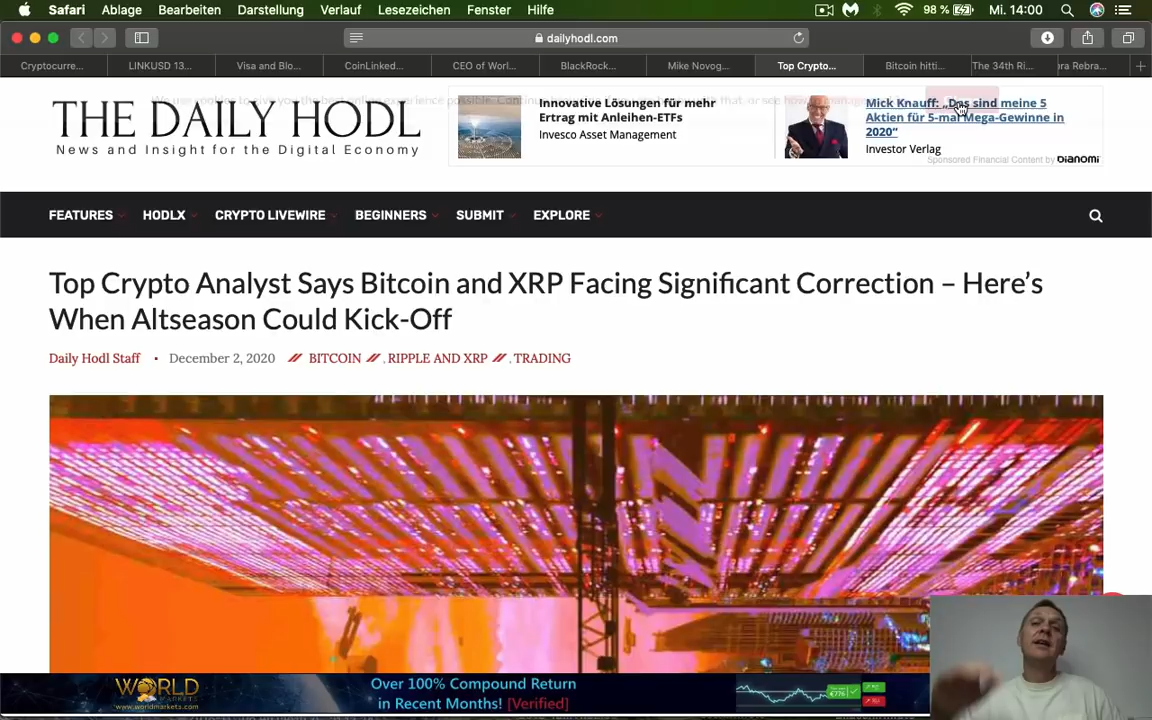 Safari Ablage Bearbeiten Darstellung Verlauf Lesezeichen Fenster Hilfe 98 % Mi. 14:00
dailyhodl.com
Cryptocurre... LINKUSD 13... Visa and Blo... CoinLinked... CEO of Worl... BlackRock... Mike Novog... Top Crypto... Bitcoin hitti... The 34th Ri... ra Rebra...
THE DAILY HODL
News and Insight for the Digital Economy
Innovative Lösungen für mehr
Ertrag mit Anleihen-ETFs
Invesco Asset Management
Mick Knauff: „Das sind meine 5
Aktien für 5-mal Mega-Gewinne in
2020“
Investor Verlag
Sponsored Financial Content by bianomi
FEATURES HODLX CRYPTO LIVEWIRE BEGINNERS SUBMIT EXPLORE
Top Crypto Analyst Says Bitcoin and XRP Facing Significant Correction – Here’s
When Altseason Could Kick-Off
Daily Hodl Staff • December 2, 2020 // BITCOIN // , RIPPLE AND XRP // , TRADING
WORLD
MARKETS
www.worldmarkets.com
Over 100% Compound Return
in Recent Months! [Verified]
€776